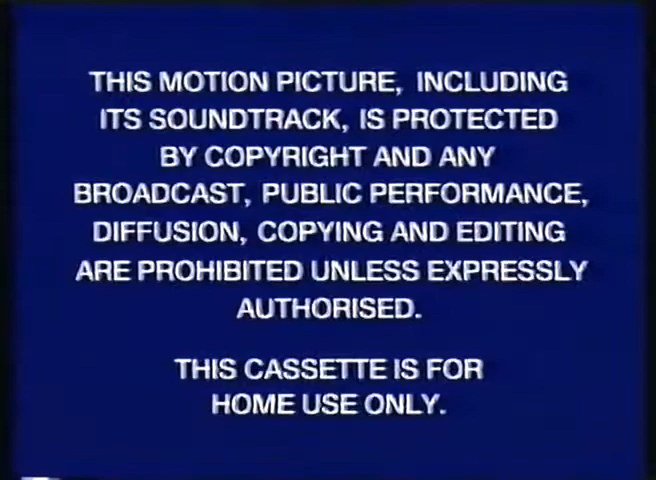 THIS MOTION PICTURE, INCLUDING
ITS SOUNDTRACK, IS PROTECTED
BY COPYRIGHT AND ANY
BROADCAST, PUBLIC PERFORMANCE,
DIFFUSION, COPYING AND EDITING
ARE PROHIBITED UNLESS EXPRESSLY
AUTHORISED.
THIS CASSETTE IS FOR
HOME USE ONLY.